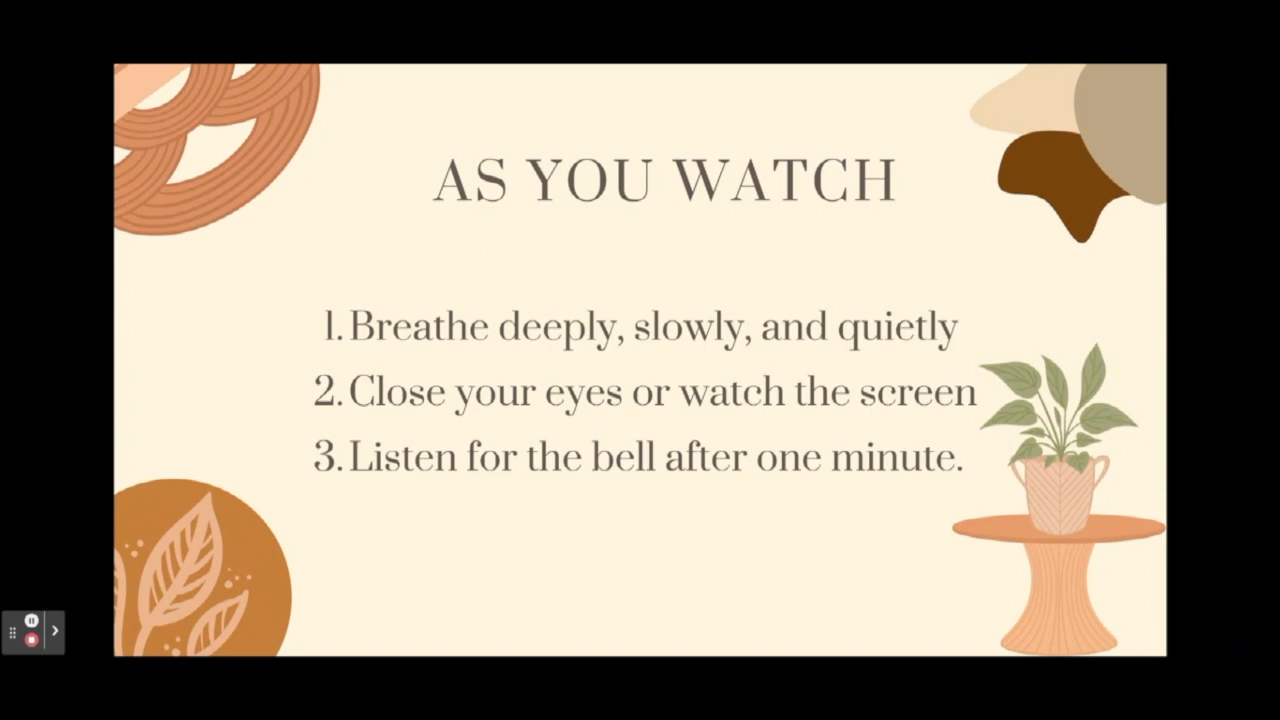 AS YOU WATCH
1. Breathe deeply, slowly, and quietly
2. Close your eyes or watch the screen
3. Listen for the bell after one minute.